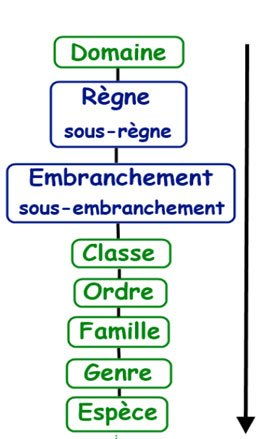 Domaine
Règne
sous-règne
Embranchement
sous-embranchement
Classe
Ordre
Famille
Genre
Espèce